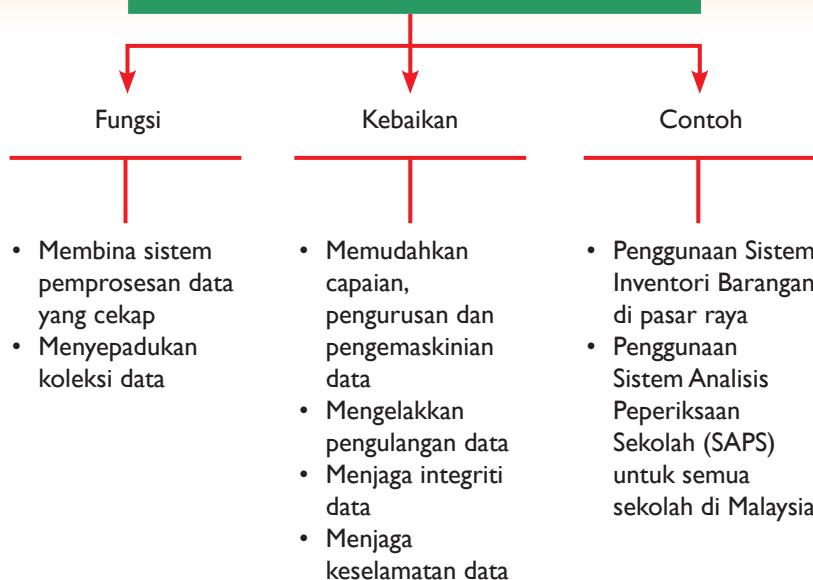 Fungsi
Kebaikan
Contoh
• Membina sistem
pemprosesan data
yang cekap
• Menyepadukan
koleksi data
• Memudahkan
capaian,
pengurusan dan
pengemaskinian
data
• Mengelakkan
pengulangan data
• Menjaga integriti
data
• Menjaga
keselamatan data
• Penggunaan Sistem
Inventori Barangan
di pasar raya
• Penggunaan
Sistem Analisis
Peperiksaan
Sekolah (SAPS)
untuk semua
sekolah di Malaysia